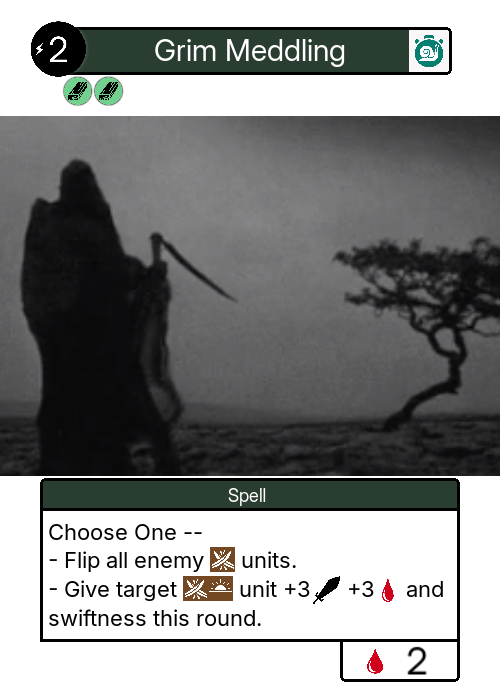 2 Grim Meddling
Spell
Choose One --
- Flip all enemy units.
- Give target unit +3 +3 and
swiftness this round.
2